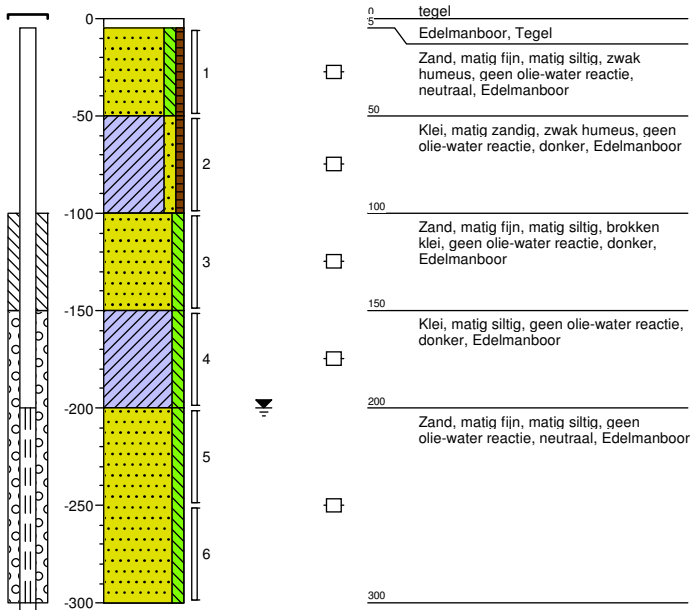 0
-50
-100
-150
-200
-250
-300
1
2
3
4
5
6
0 tegel
5
Edelmanboor, Tegel
Zand, matig fijn, matig siltig, zwak
humeus, geen olie-water reactie,
neutraal, Edelmanboor
50
Klei, matig zandig, zwak humeus, geen
olie-water reactie, donker, Edelmanboor
100
Zand, matig fijn, matig siltig, brokken
klei, geen olie-water reactie, donker,
Edelmanboor
150
Klei, matig siltig, geen olie-water reactie,
donker, Edelmanboor
200
Zand, matig fijn, matig siltig, geen
olie-water reactie, neutraal, Edelmanboor
300